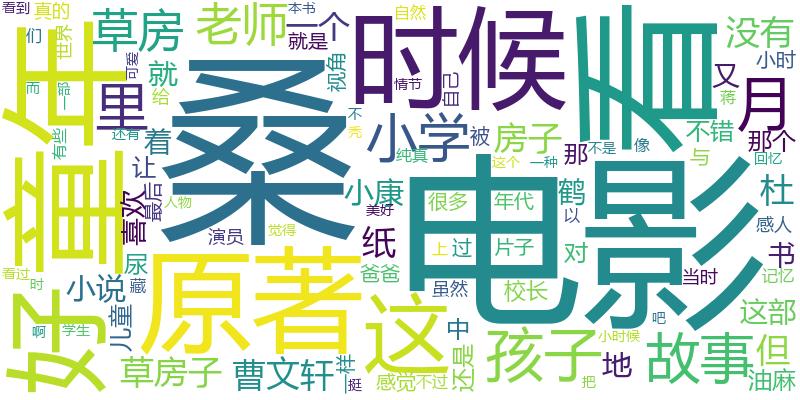 看到
真的
本书
自然
们
世界
草房
老师
一个
就是
时候
看
没有
而
一部
可爱
就
视角
情节
自己
又
小时
童年
里
给
桑
蒋
月
有些
还有
着
不
秃
小学
被
房子
那
不是
像
不错
那个
与
回忆
让
最后
喜欢
人物
纯真
这个
一种
小康
很多
年代
鹤
以
杜
感人
美好
演员
觉得
纸
电影
上
过
片子
对
书
尿
爸爸
看过
时
藏
小说
原著
虽然
校长
当时
记忆
好
儿童
这
中
吧
这部
啊
学生
小时候
草房子
曹文轩
一样
挺
感觉
不过
还是
孩子
把
地
故事
但
油麻